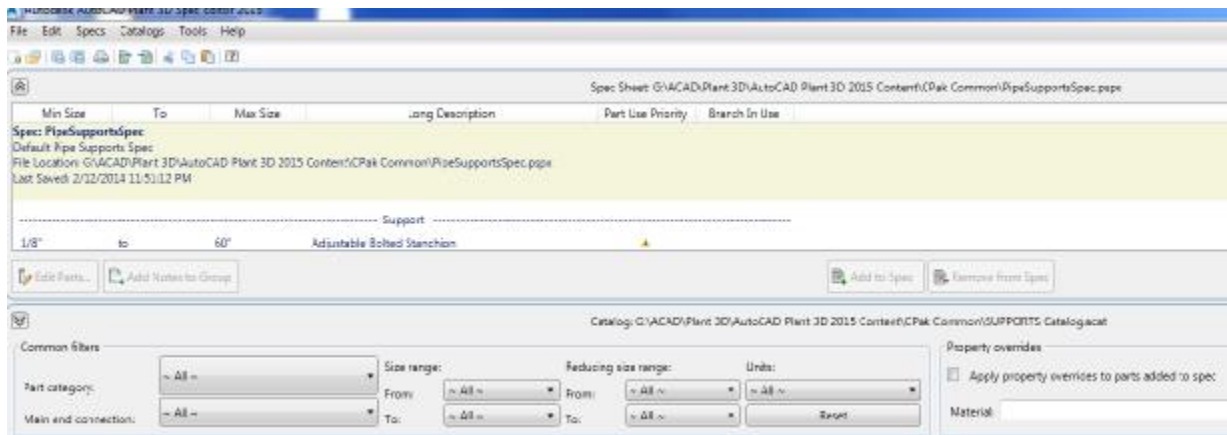 Autodesk AutoCAD Plant 3D Spec Editor 2015
File Edit Specs Catalogs Tools Help
Spec Sheet: G:\ACAD\Plant 3D\AutoCAD Plant 3D 2015 Content\CPak Common\PipeSupportsSpec.pspx
Min Size To Max Size Long Description Part Use Priority Branch In Use
Spec: PipeSupportsSpec
Default Pipe Supports Spec
File Location: G:\ACAD\Plant 3D\AutoCAD Plant 3D 2015 Content\CPak Common\PipeSupportsSpec.pspx
Last Saved: 2/12/2014 11:51:12 PM
Support
1/8" to 60" Adjustable Bolted Stanchion
Edit Parts... Add Notes to Group Add to Spec Remove from Spec
Catalog: G:\ACAD\Plant 3D\AutoCAD Plant 3D 2015 Content\CPak Common\SUPPORTS Catalog.acat
Common filters Property overrides
Part category: ~ All ~ Size range: Reducing size range: Units:
From: ~ All ~ From: ~ All ~ ~ All ~ Apply property overrides to parts added to spec
Main end connection: ~ All ~ To: ~ All ~ To: ~ All ~ Reset Material: